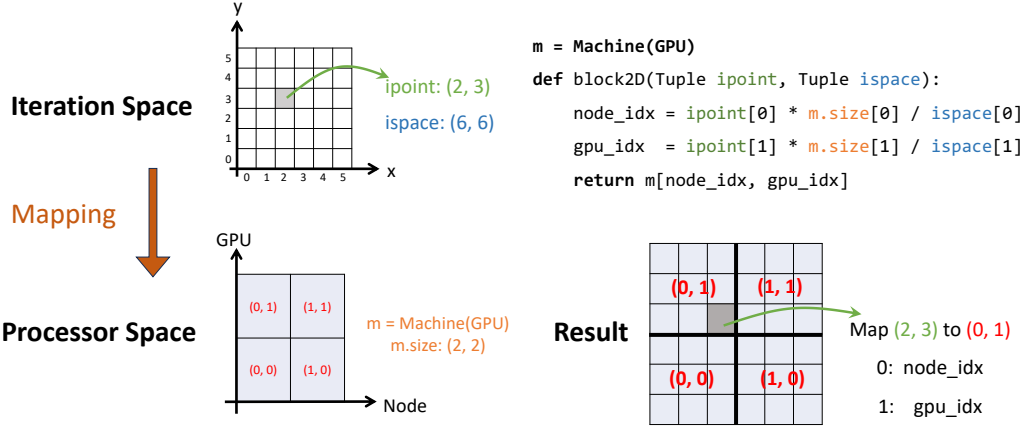 y
5
4
3
2
1
0
0 1 2 3 4 5
x
Iteration Space
ipoint: (2, 3)
ispace: (6, 6)
Mapping
GPU
(0, 1) (1, 1)
(0, 0) (1, 0)
Node
Processor Space
m = Machine(GPU)
m.size: (2, 2)
m = Machine(GPU)
def block2D(Tuple ipoint, Tuple ispace):
node_idx = ipoint[0] * m.size[0] / ispace[0]
gpu_idx = ipoint[1] * m.size[1] / ispace[1]
return m[node_idx, gpu_idx]
Result
(0, 1) (1, 1)
(0, 0) (1, 0)
Map (2, 3) to (0, 1)
0: node_idx
1: gpu_idx